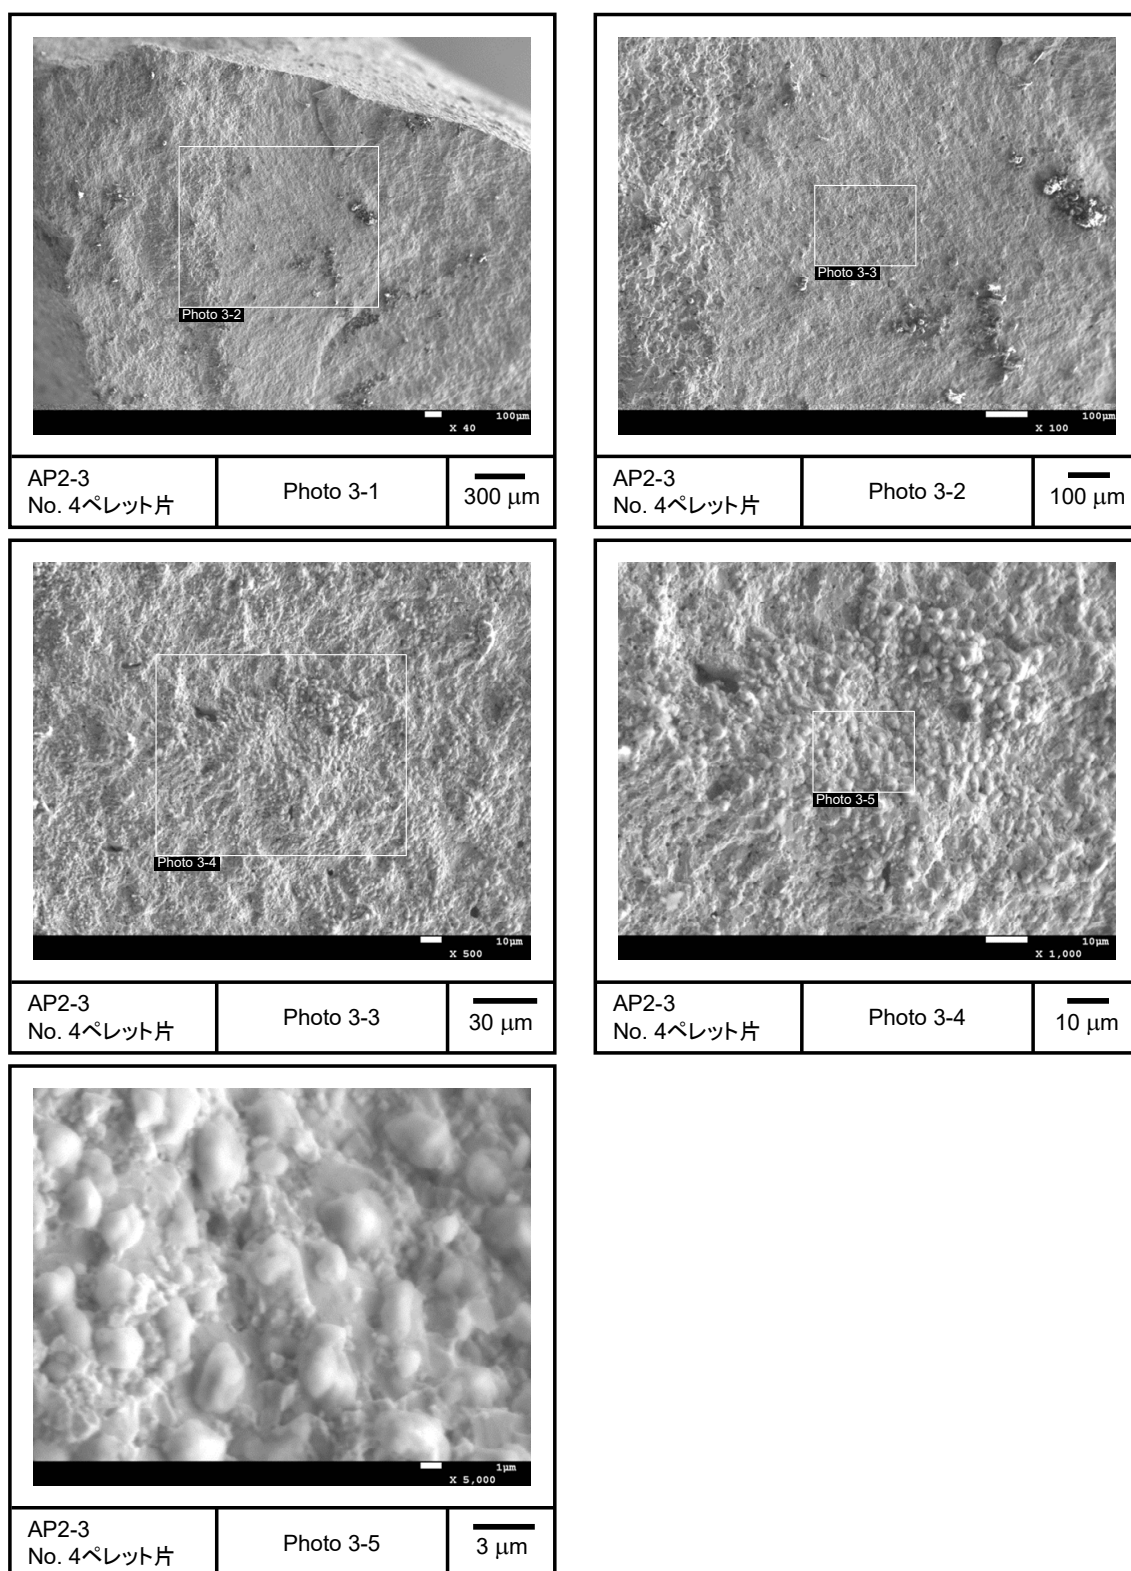 Photo 3-2
100μm
X 40
AP2-3
No. 4ペレット片
Photo 3-1
300 μm
Photo 3-3
100μm
X 100
AP2-3
No. 4ペレット片
Photo 3-2
100 μm
Photo 3-4
10μm
X 500
AP2-3
No. 4ペレット片
Photo 3-3
30 μm
Photo 3-5
10μm
X 1,000
AP2-3
No. 4ペレット片
Photo 3-4
10 μm
1μm
X 5,000
AP2-3
No. 4ペレット片
Photo 3-5
3 μm